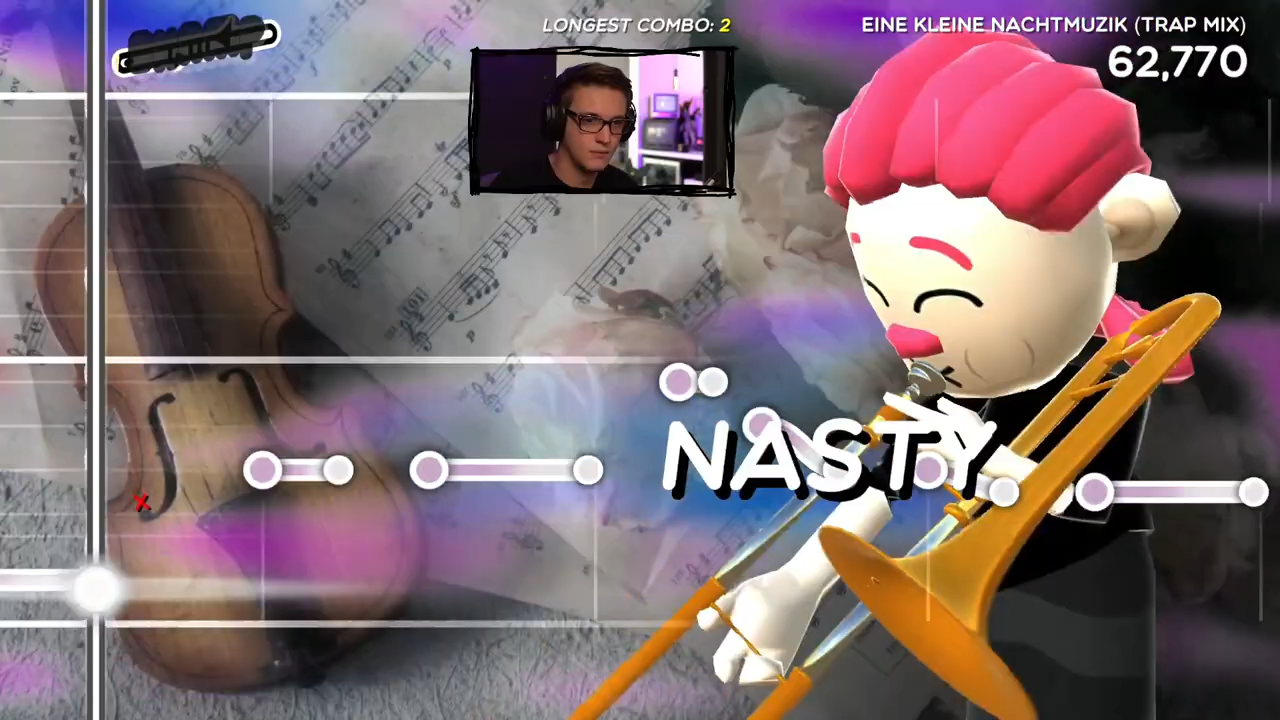 LONGEST COMBO: 2
EINE KLEINE NACHTMUZIK (TRAP MIX)
62,770
NASTY
x